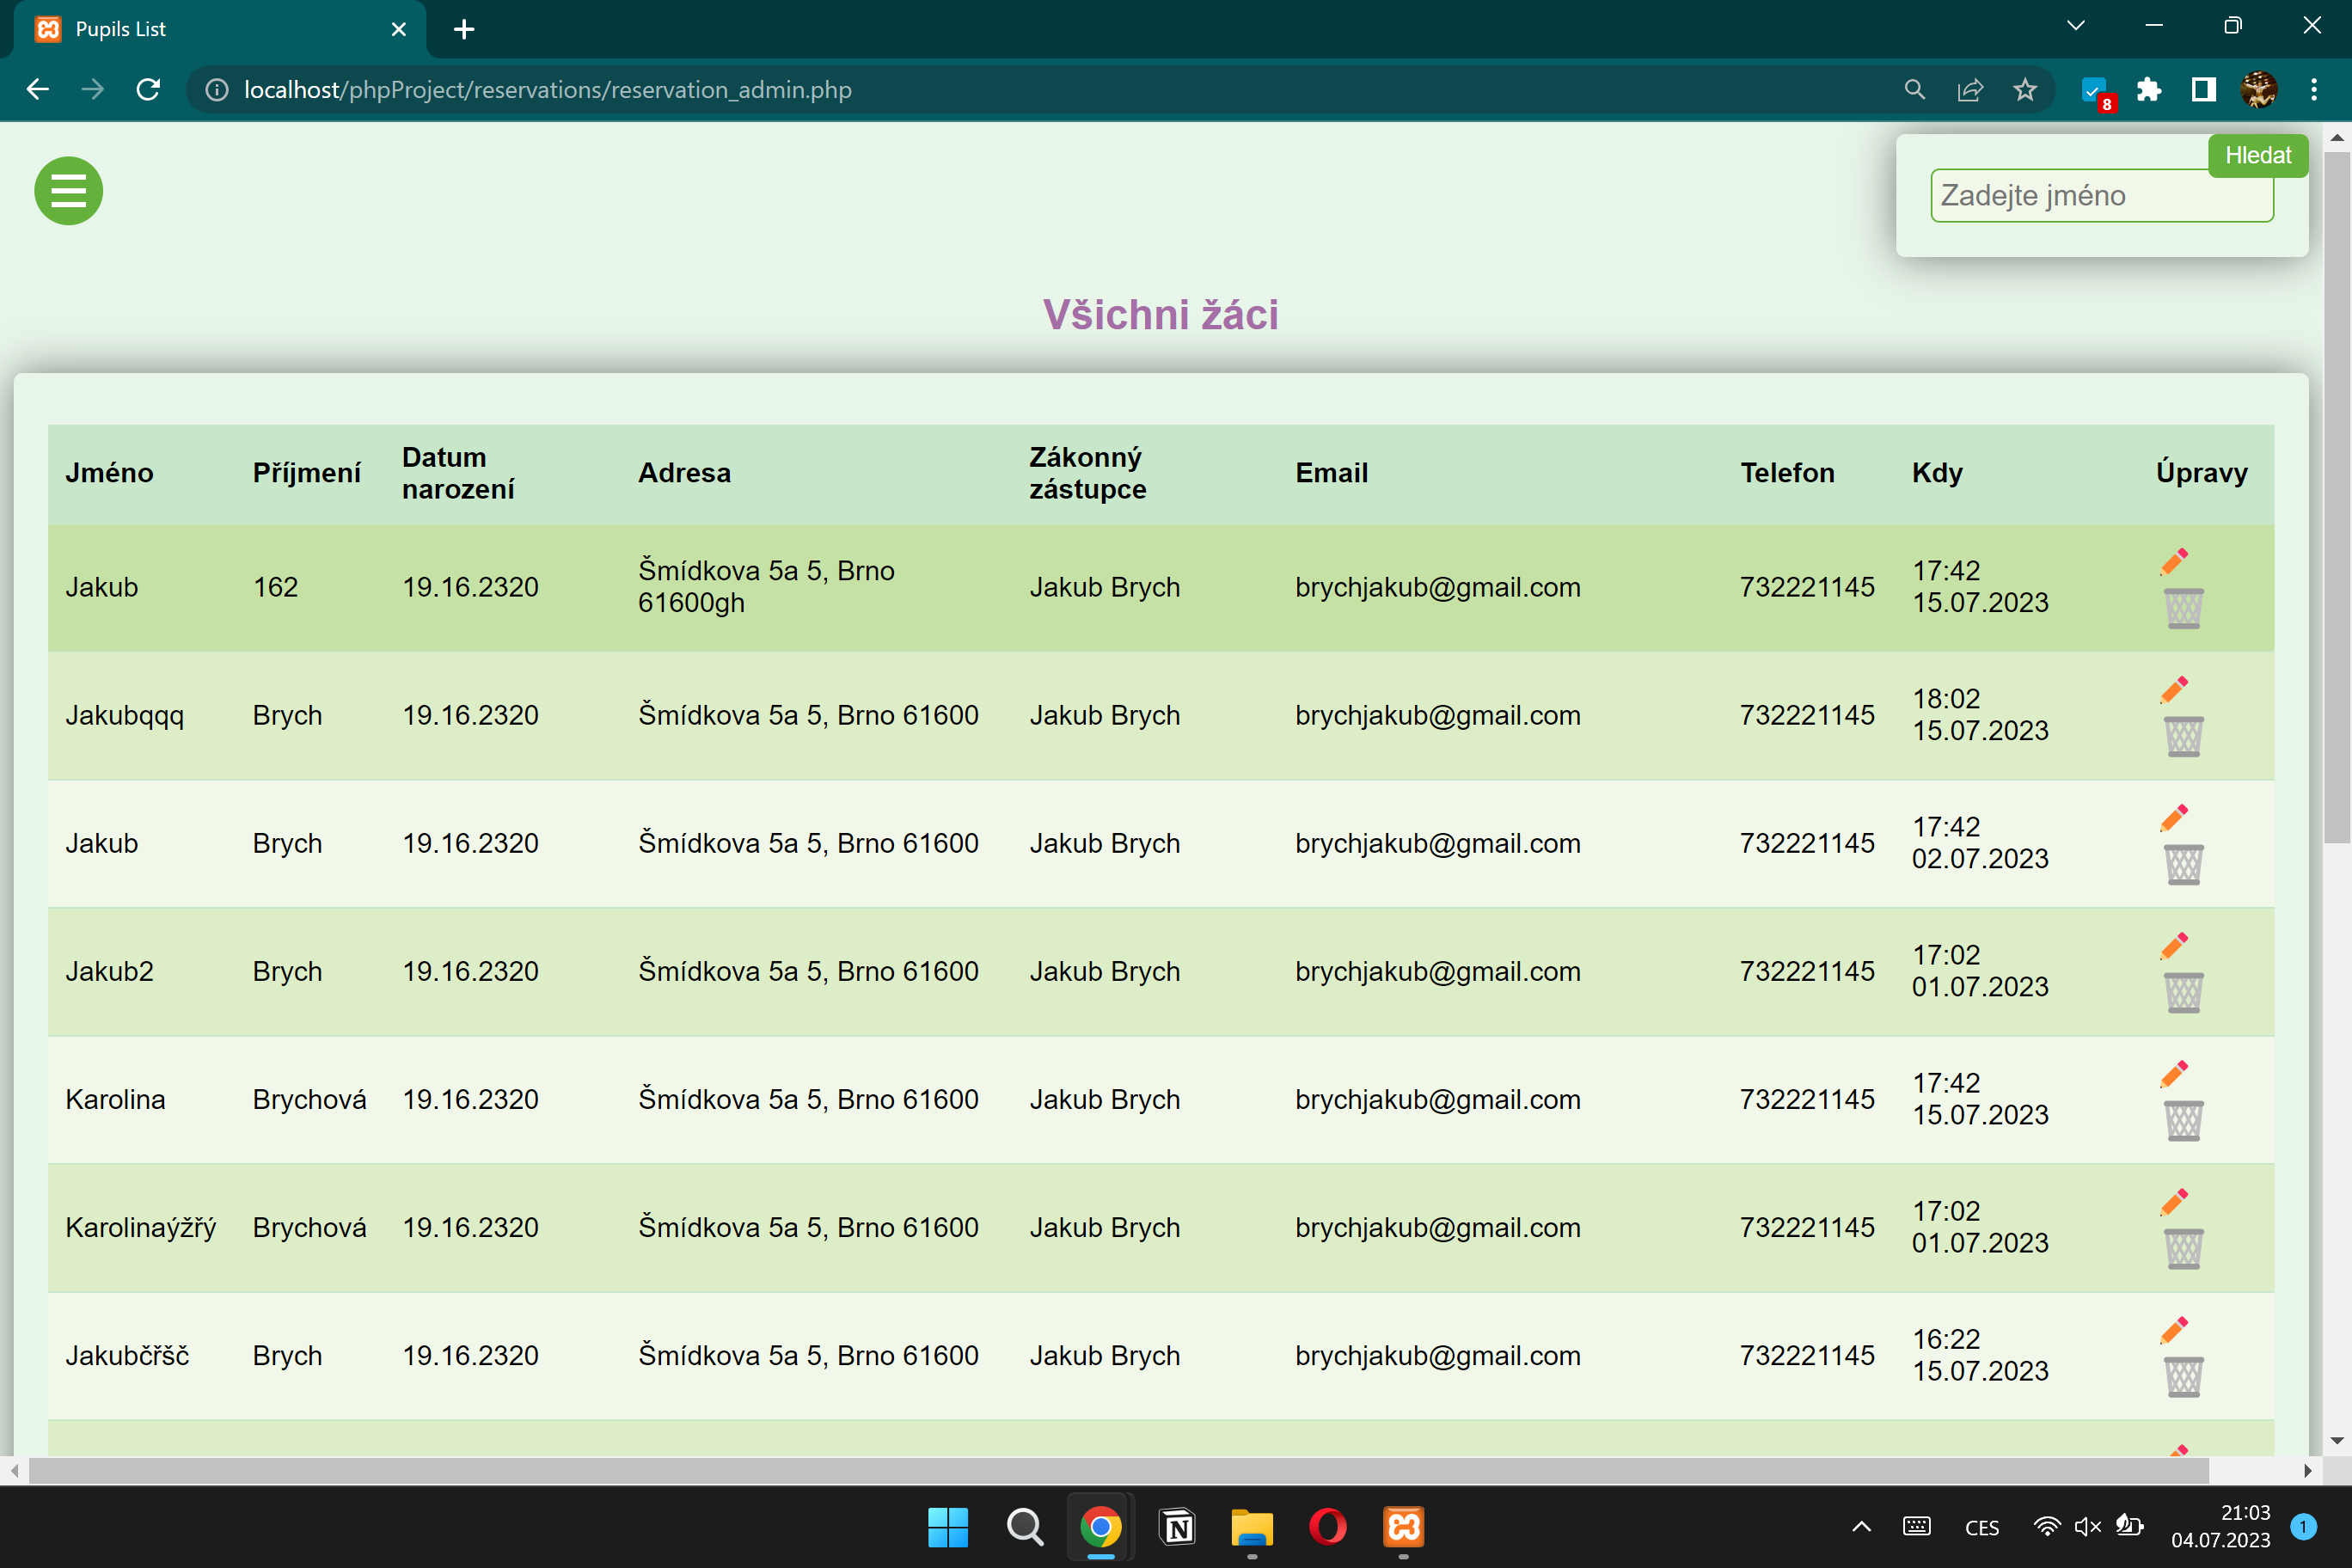 Pupils List
localhost/phpProject/reservations/reservation_admin.php
8
Hledat
Zadejte jméno
Všichni žáci
Jméno Příjmení Datum narození Adresa Zákonný zástupce Email Telefon Kdy Úpravy
Jakub 162 19.16.2320 Šmídkova 5a 5, Brno 61600gh Jakub Brych brychjakub@gmail.com 732221145 17:42 15.07.2023
Jakubqqq Brych 19.16.2320 Šmídkova 5a 5, Brno 61600 Jakub Brych brychjakub@gmail.com 732221145 18:02 15.07.2023
Jakub Brych 19.16.2320 Šmídkova 5a 5, Brno 61600 Jakub Brych brychjakub@gmail.com 732221145 17:42 02.07.2023
Jakub2 Brych 19.16.2320 Šmídkova 5a 5, Brno 61600 Jakub Brych brychjakub@gmail.com 732221145 17:02 01.07.2023
Karolina Brychová 19.16.2320 Šmídkova 5a 5, Brno 61600 Jakub Brych brychjakub@gmail.com 732221145 17:42 15.07.2023
Karolinaýžřý Brychová 19.16.2320 Šmídkova 5a 5, Brno 61600 Jakub Brych brychjakub@gmail.com 732221145 17:02 01.07.2023
Jakubčřšč Brych 19.16.2320 Šmídkova 5a 5, Brno 61600 Jakub Brych brychjakub@gmail.com 732221145 16:22 15.07.2023
N
CES
21:03
04.07.2023
1